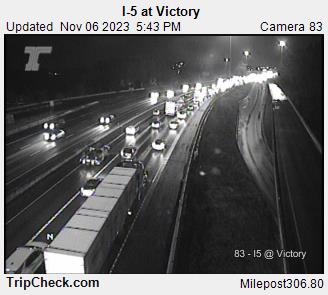 I-5 at Victory
Updated Nov 06 2023 5:43 PM Camera 83
T
N
83 - I5 @ Victory
TripCheck.com Milepost306.80